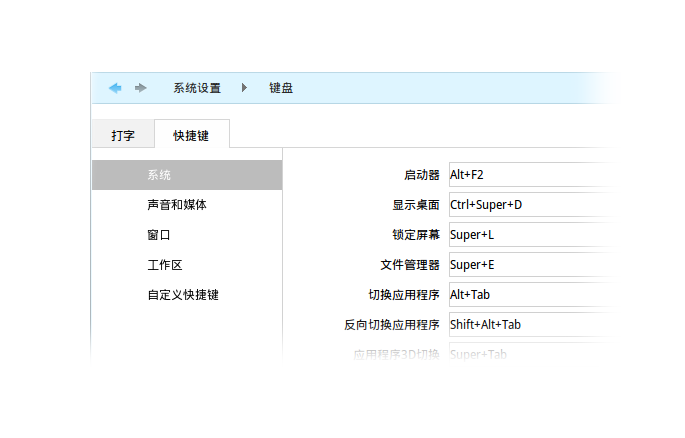 系统设置 键盘
打字 快捷键
系统
声音和媒体
窗口
工作区
自定义快捷键
启动器 Alt+F2
显示桌面 Ctrl+Super+D
锁定屏幕 Super+L
文件管理器 Super+E
切换应用程序 Alt+Tab
反向切换应用程序 Shift+Alt+Tab
应用程序3D切换 Super+Tab